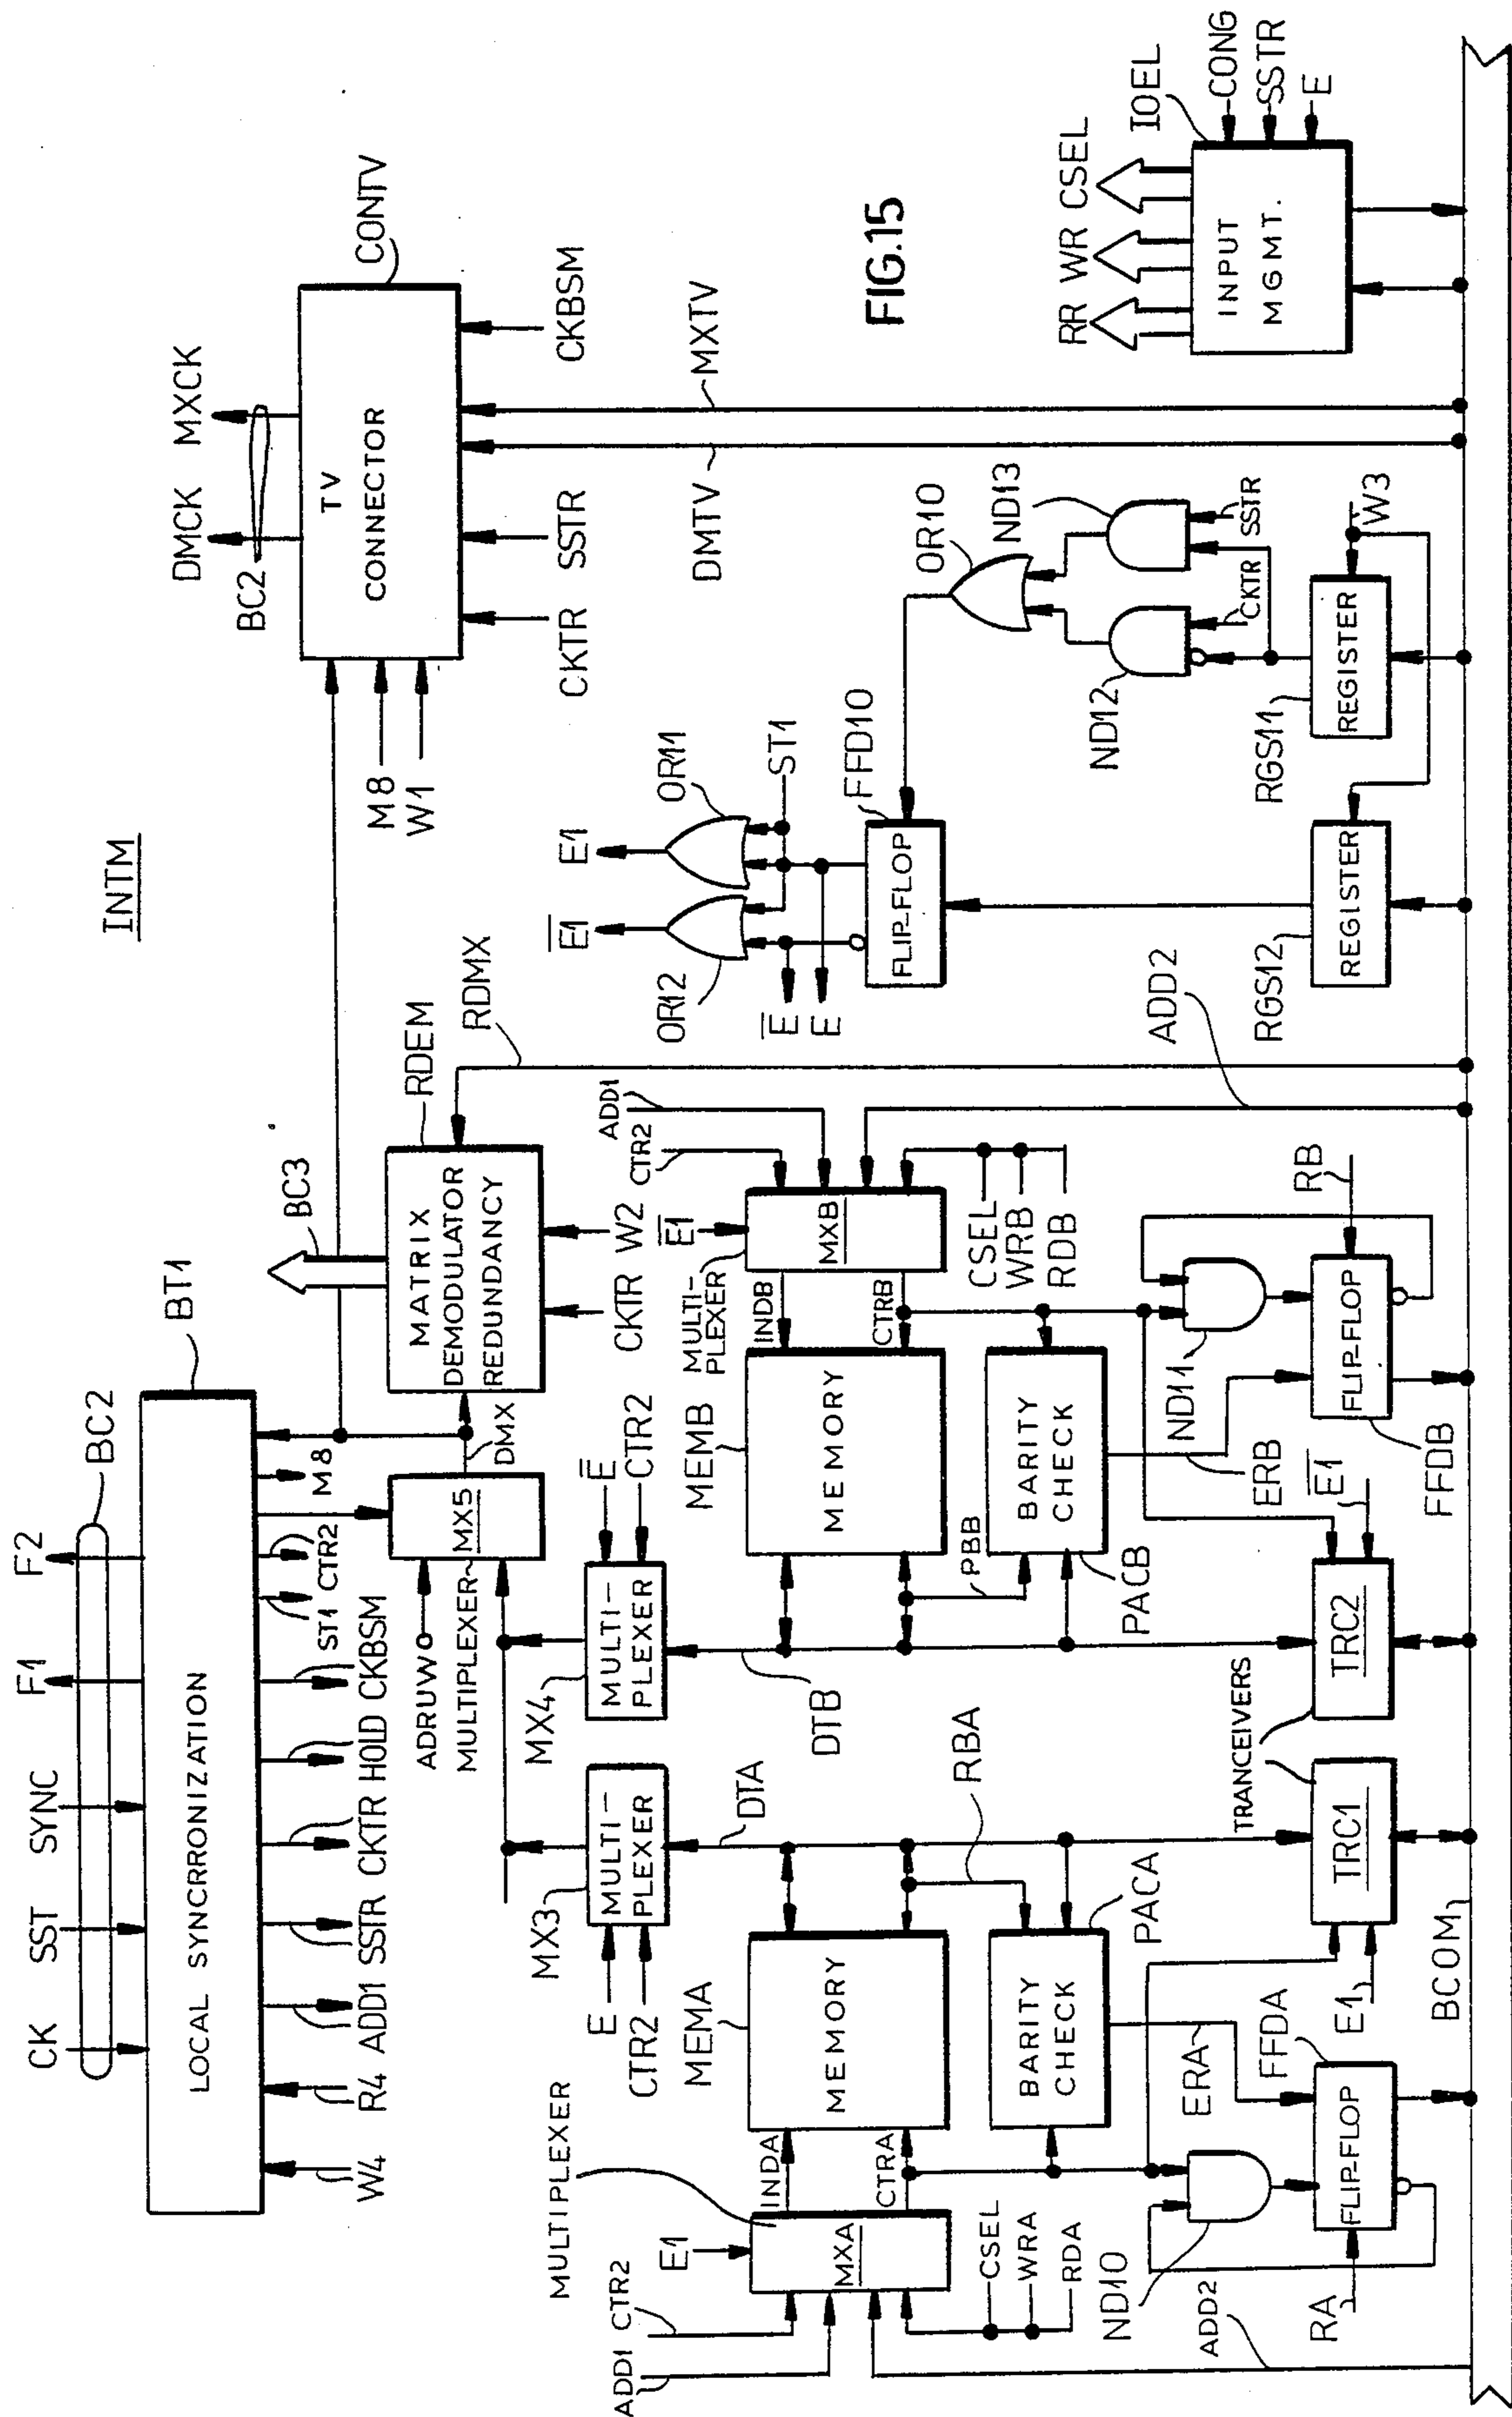 INTM
FIG.15
CK
SST
SYNC
F1
F2
BC2
BT1
LOCAL SYNCRRONIZATION
W4
R4
ADD1
SSTR
CKTR
HOLD
CKBSM
ST1
CTR2
M8
BC3
DMCK
MXCK
BC2
CONTV
TV
CONNECTOR
M8
W1
CKTR
SSTR
CKBSM
DMTV
MXTV
ADRUW0
MULTIPLEXER
MX5
DMX
MATRIX
DEMODULATOR
REDUNDANCY
RDEM
RDMX
CKTR
W2
MX3
MULTI-
PLEXER
E
CTR2
MX4
MULTI-
PLEXER
E̅
CTR2
MULTIPLEXER
E1
MXA
ADD1
CTR2
INDA
CTRA
CSEL
WRA
RDA
MEMA
MEMORY
DTA
RBA
BARITY
CHECK
PACA
ERA
ND10
FFDA
FLIP-FLOP
RA
ADD2
E1
TRC1
TRANCEIVERS
BCOM
MULTI-
PLEXER
E̅1̅
MXB
CTR2
ADD1
INDB
CTRB
CSEL
WRB
RDB
MEMB
MEMORY
DTB
PBB
BARITY
CHECK
PACB
ERB
ND11
FFDB
FLIP-FLOP
RB
ADD2
E̅1̅
TRC2
E̅1̅
E1
OR12
OR11
ST1
E̅
E
FFD10
FLIP-FLOP
OR10
ND12
ND13
CKTR
SSTR
RGS11
REGISTER
W3
RGS12
REGISTER
RR
WR
CSEL
IOEL
INPUT
MGMT.
CONG
SSTR
E